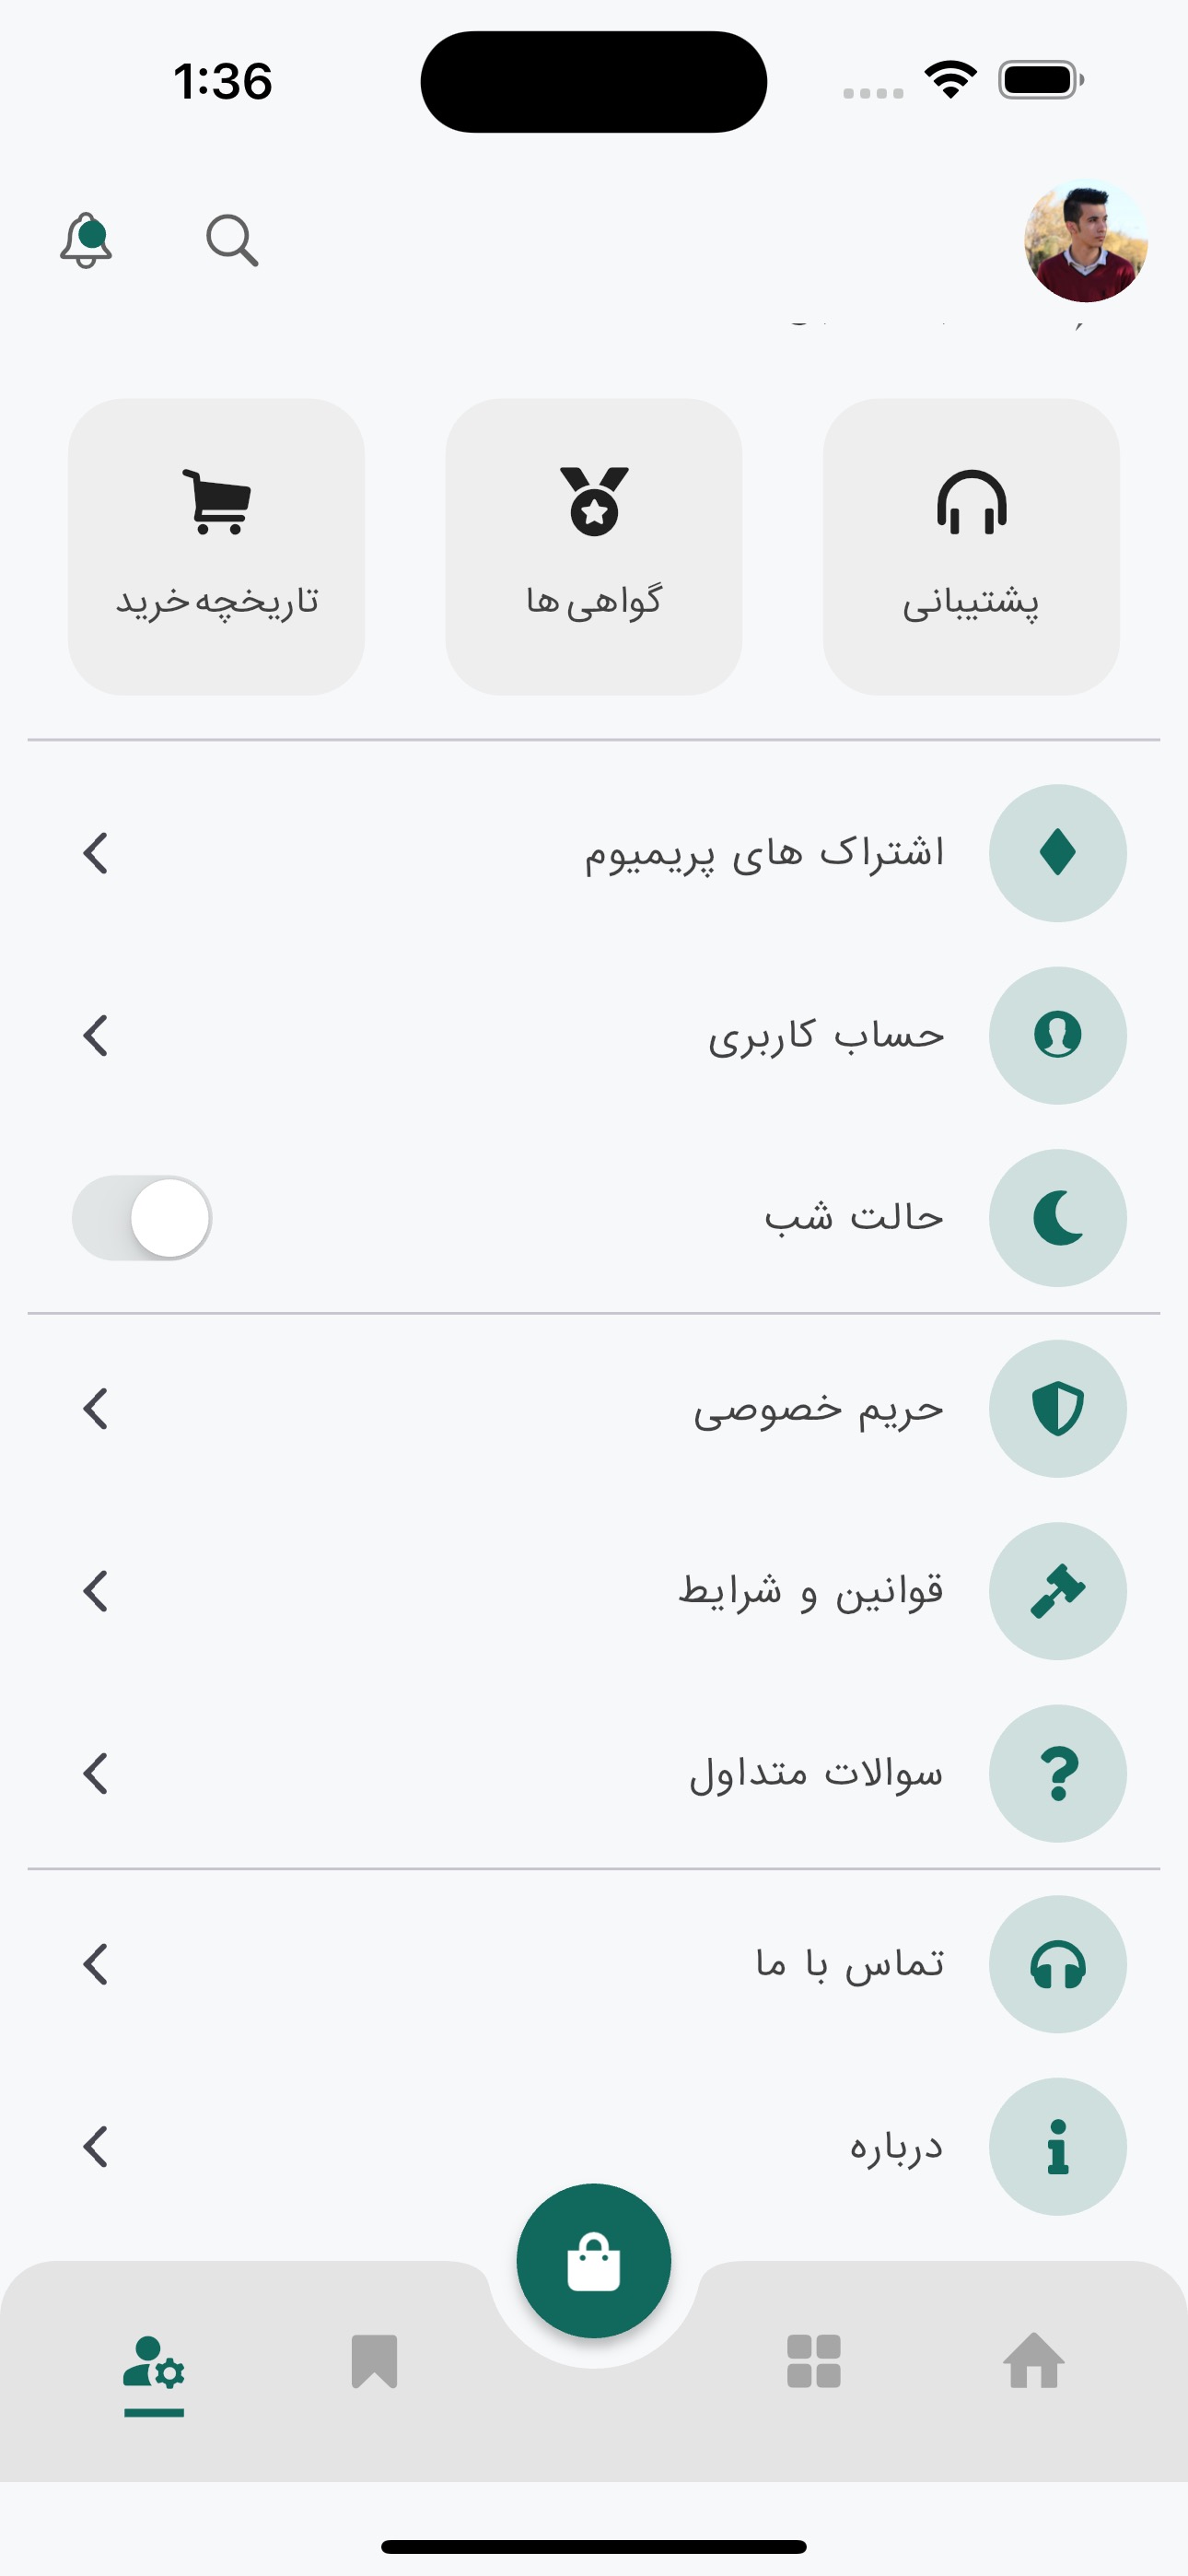 1:36
پشتیبانی
گواهی ها
تاریخچه خرید
اشتراک های پریمیوم
حساب کاربری
حالت شب
حریم خصوصی
قوانین و شرایط
سوالات متداول
تماس با ما
درباره